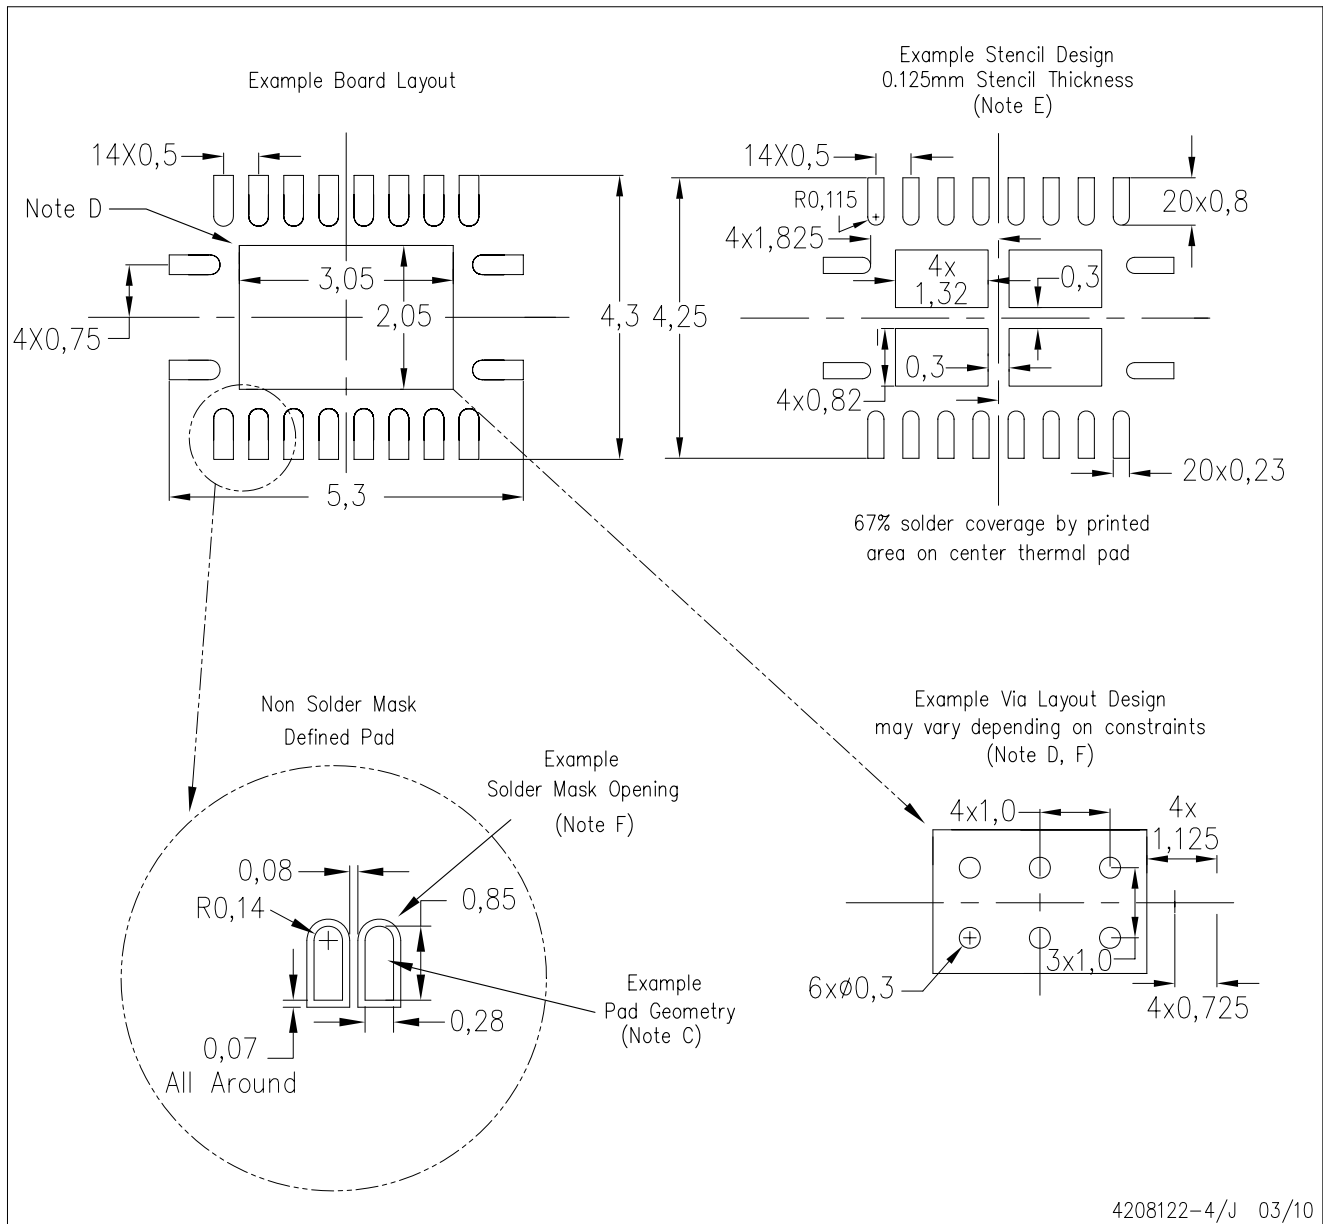 Example Board Layout
14X0,5
Note D
3,05
2,05
4,3
4X0,75
5,3
Example Stencil Design
0.125mm Stencil Thickness
(Note E)
14X0,5
R0,115
20x0,8
4x1,825
4x
1,32
0,3
4,25
0,3
4x0,82
20x0,23
67% solder coverage by printed
area on center thermal pad
Non Solder Mask
Defined Pad
Example
Solder Mask Opening
(Note F)
0,08
R0,14
0,85
Example
Pad Geometry
(Note C)
0,28
0,07
All Around
Example Via Layout Design
may vary depending on constraints
(Note D, F)
4x1,0
4x
1,125
3x1,0
6xø0,3
4x0,725
4208122-4/J 03/10